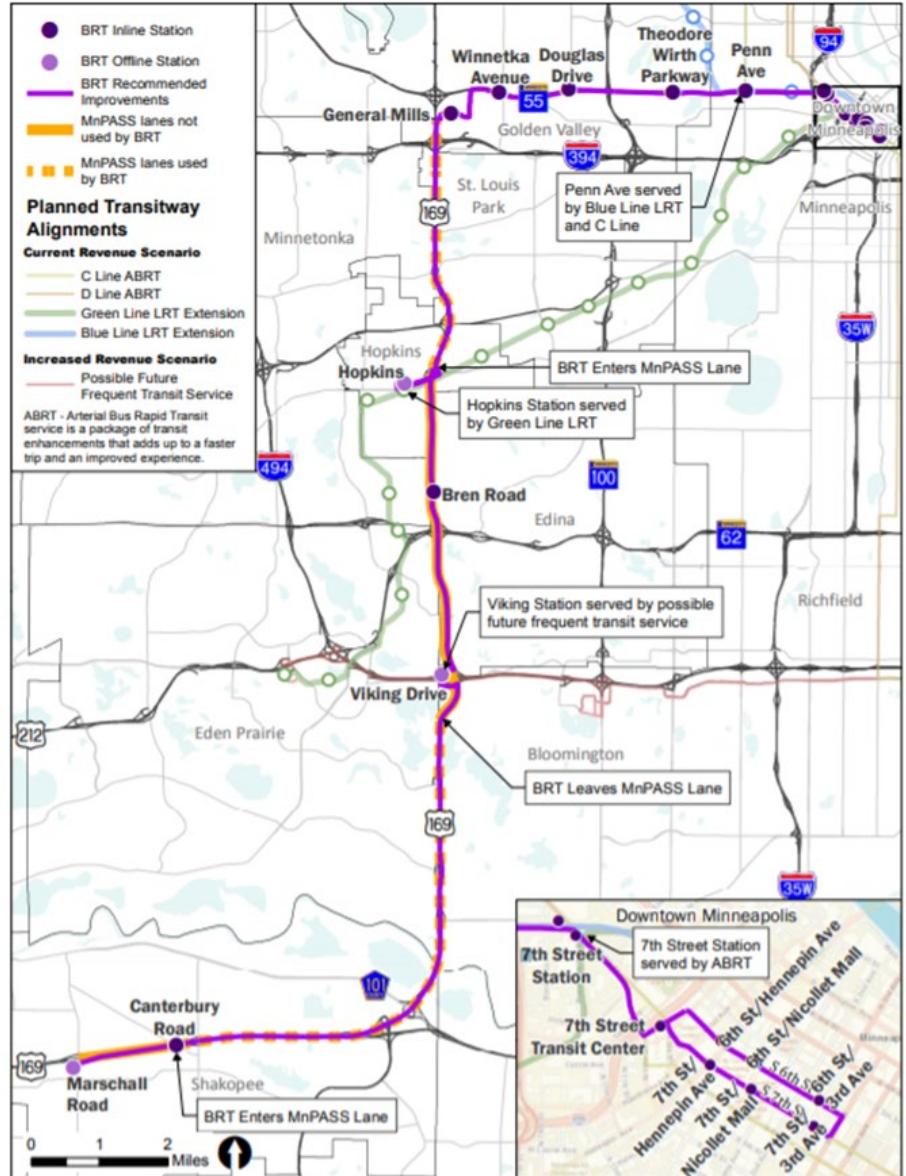 BRT Inline Station
BRT Offline Station
BRT Recommended
Improvements
MnPASS lanes not
used by BRT
MnPASS lanes used
by BRT
Planned Transitway
Alignments
Current Revenue Scenario
C Line ABRT
D Line ABRT
Green Line LRT Extension
Blue Line LRT Extension
Increased Revenue Scenario
Possible Future
Frequent Transit Service
ABRT - Arterial Bus Rapid Transit
service is a package of transit
enhancements that adds up to a faster
trip and an improved experience.
94
Theodore
Wirth
Parkway
Penn
Ave
Winnetka
Avenue
Douglas
Drive
55
General Mills
Golden Valley
394
Downtown
Minneapolis
St. Louis
Park
Penn Ave served
by Blue Line LRT
and C Line
Minneapolis
169
Minnetonka
35W
Hopkins
Hopkins
BRT Enters MnPASS Lane
Hopkins Station served
by Green Line LRT
494
100
Bren Road
Edina
62
Viking Station served by possible
future frequent transit service
Richfield
Viking Drive
212
Eden Prairie
Bloomington
BRT Leaves MnPASS Lane
169
35W
101
Canterbury
Road
169
Marschall
Road
Shakopee
BRT Enters MnPASS Lane
0 1 2
Miles
Downtown Minneapolis
7th Street Station
served by ABRT
7th Street
Station
7th Street
Transit Center
6th St/Hennepin Ave
6th St/Nicollet Mall
S 6th St
6th St/
3rd Ave
7th St/
Hennepin Ave
7th St/
Nicollet Mall
S 7th St
7th St/
3rd Ave